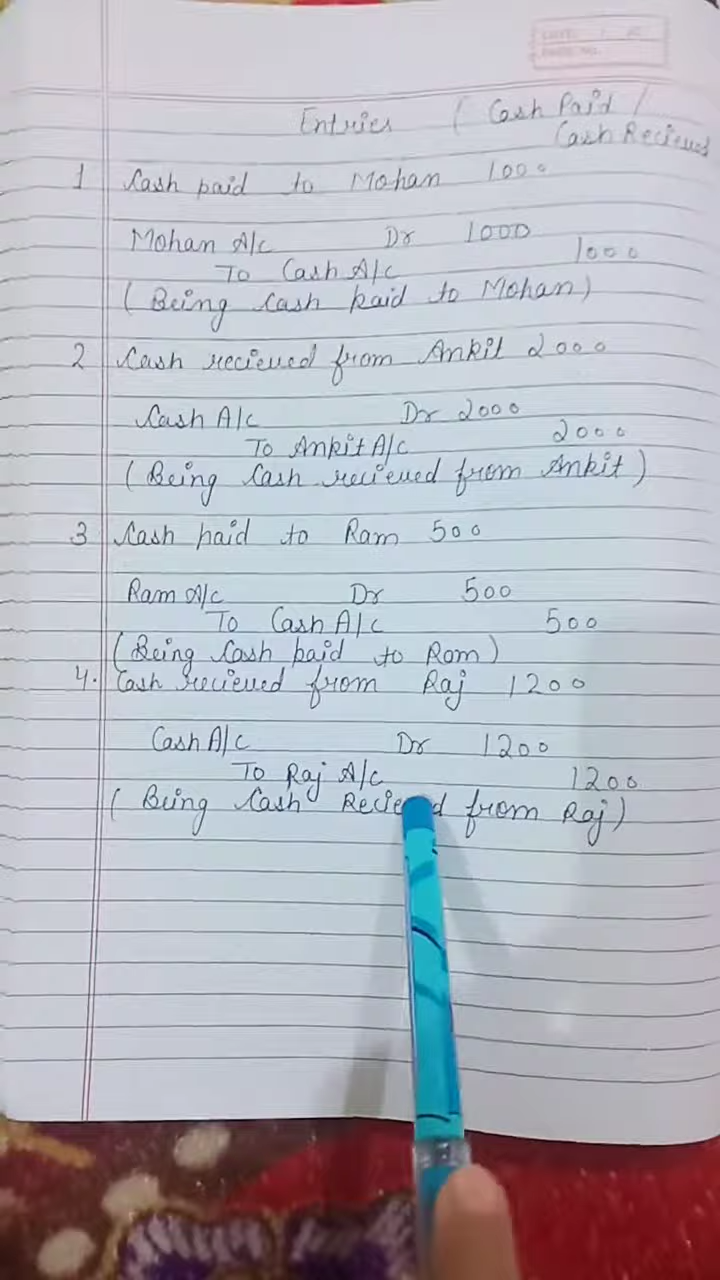 Entries ( Cash Paid /
Cash Recieved
1 Cash paid to Mohan 1000
Mohan A/c Dr 1000
To Cash A/c 1000
( Being Cash paid to Mohan )
2 Cash recieved from Ankit 2000
Cash A/c Dr 2000
To Ankit A/c 2000
( Being Cash recieved from Ankit )
3 Cash paid to Ram 500
Ram A/c Dr 500
To Cash A/c 500
( Being Cash paid to Ram )
4. Cash recieved from Raj 1200
Cash A/c Dr 1200
To Raj A/c 1200
( Being Cash Recieved from Raj )